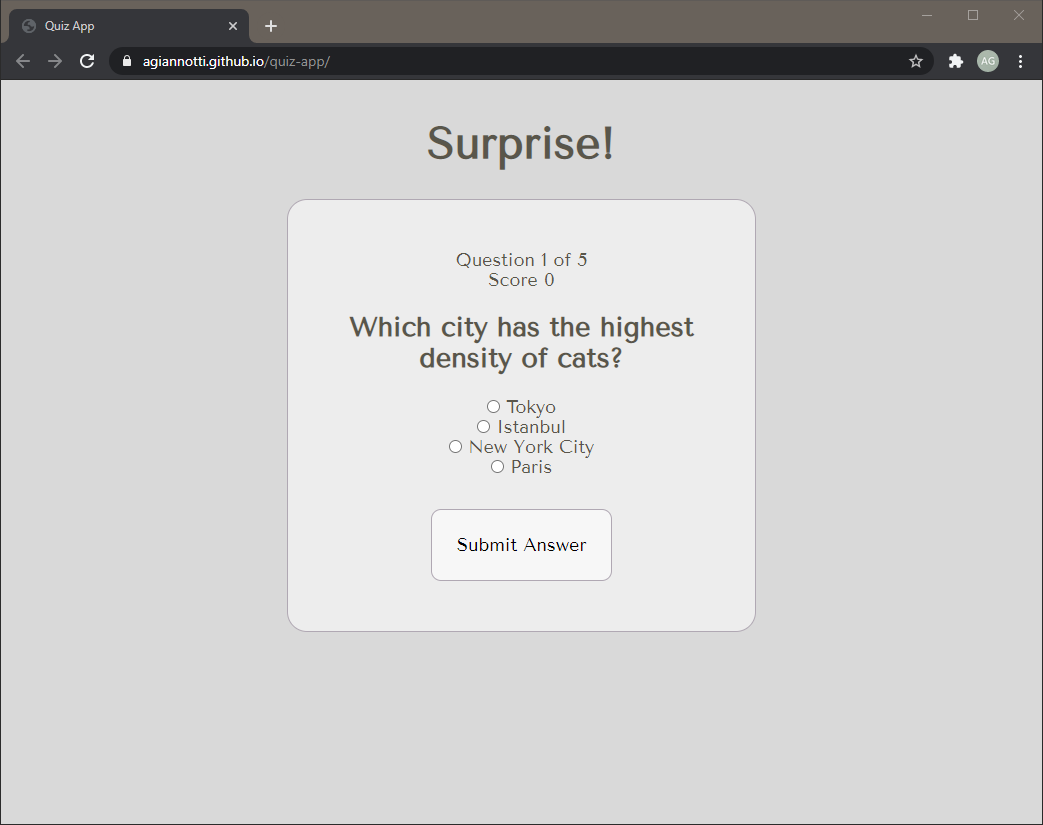 Quiz App
agiannotti.github.io/quiz-app/
AG
Surprise!
Question 1 of 5
Score 0
Which city has the highest
density of cats?
Tokyo
Istanbul
New York City
Paris
Submit Answer